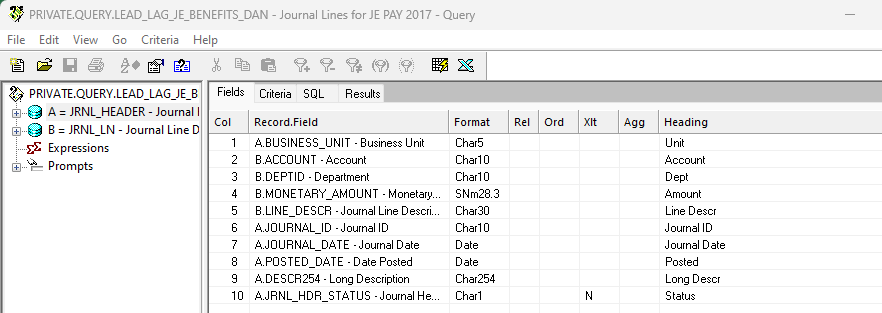 PRIVATE.QUERY.LEAD_LAG_JE_BENEFITS_DAN - Journal Lines for JE PAY 2017 - Query
File Edit View Go Criteria Help
PRIVATE.QUERY.LEAD_LAG_JE_B
A = JRNL_HEADER - Journal I
B = JRNL_LN - Journal Line D
Expressions
Prompts
Fields Criteria SQL Results
Col Record.Field Format Rel Ord Xlt Agg Heading
1 A.BUSINESS_UNIT - Business Unit Char5 Unit
2 B.ACCOUNT - Account Char10 Account
3 B.DEPTID - Department Char10 Dept
4 B.MONETARY_AMOUNT - Monetary... SNm28.3 Amount
5 B.LINE_DESCR - Journal Line Descri... Char30 Line Descr
6 A.JOURNAL_ID - Journal ID Char10 Journal ID
7 A.JOURNAL_DATE - Journal Date Date Journal Date
8 A.POSTED_DATE - Date Posted Date Posted
9 A.DESCR254 - Long Description Char254 Long Descr
10 A.JRNL_HDR_STATUS - Journal He... Char1 N Status